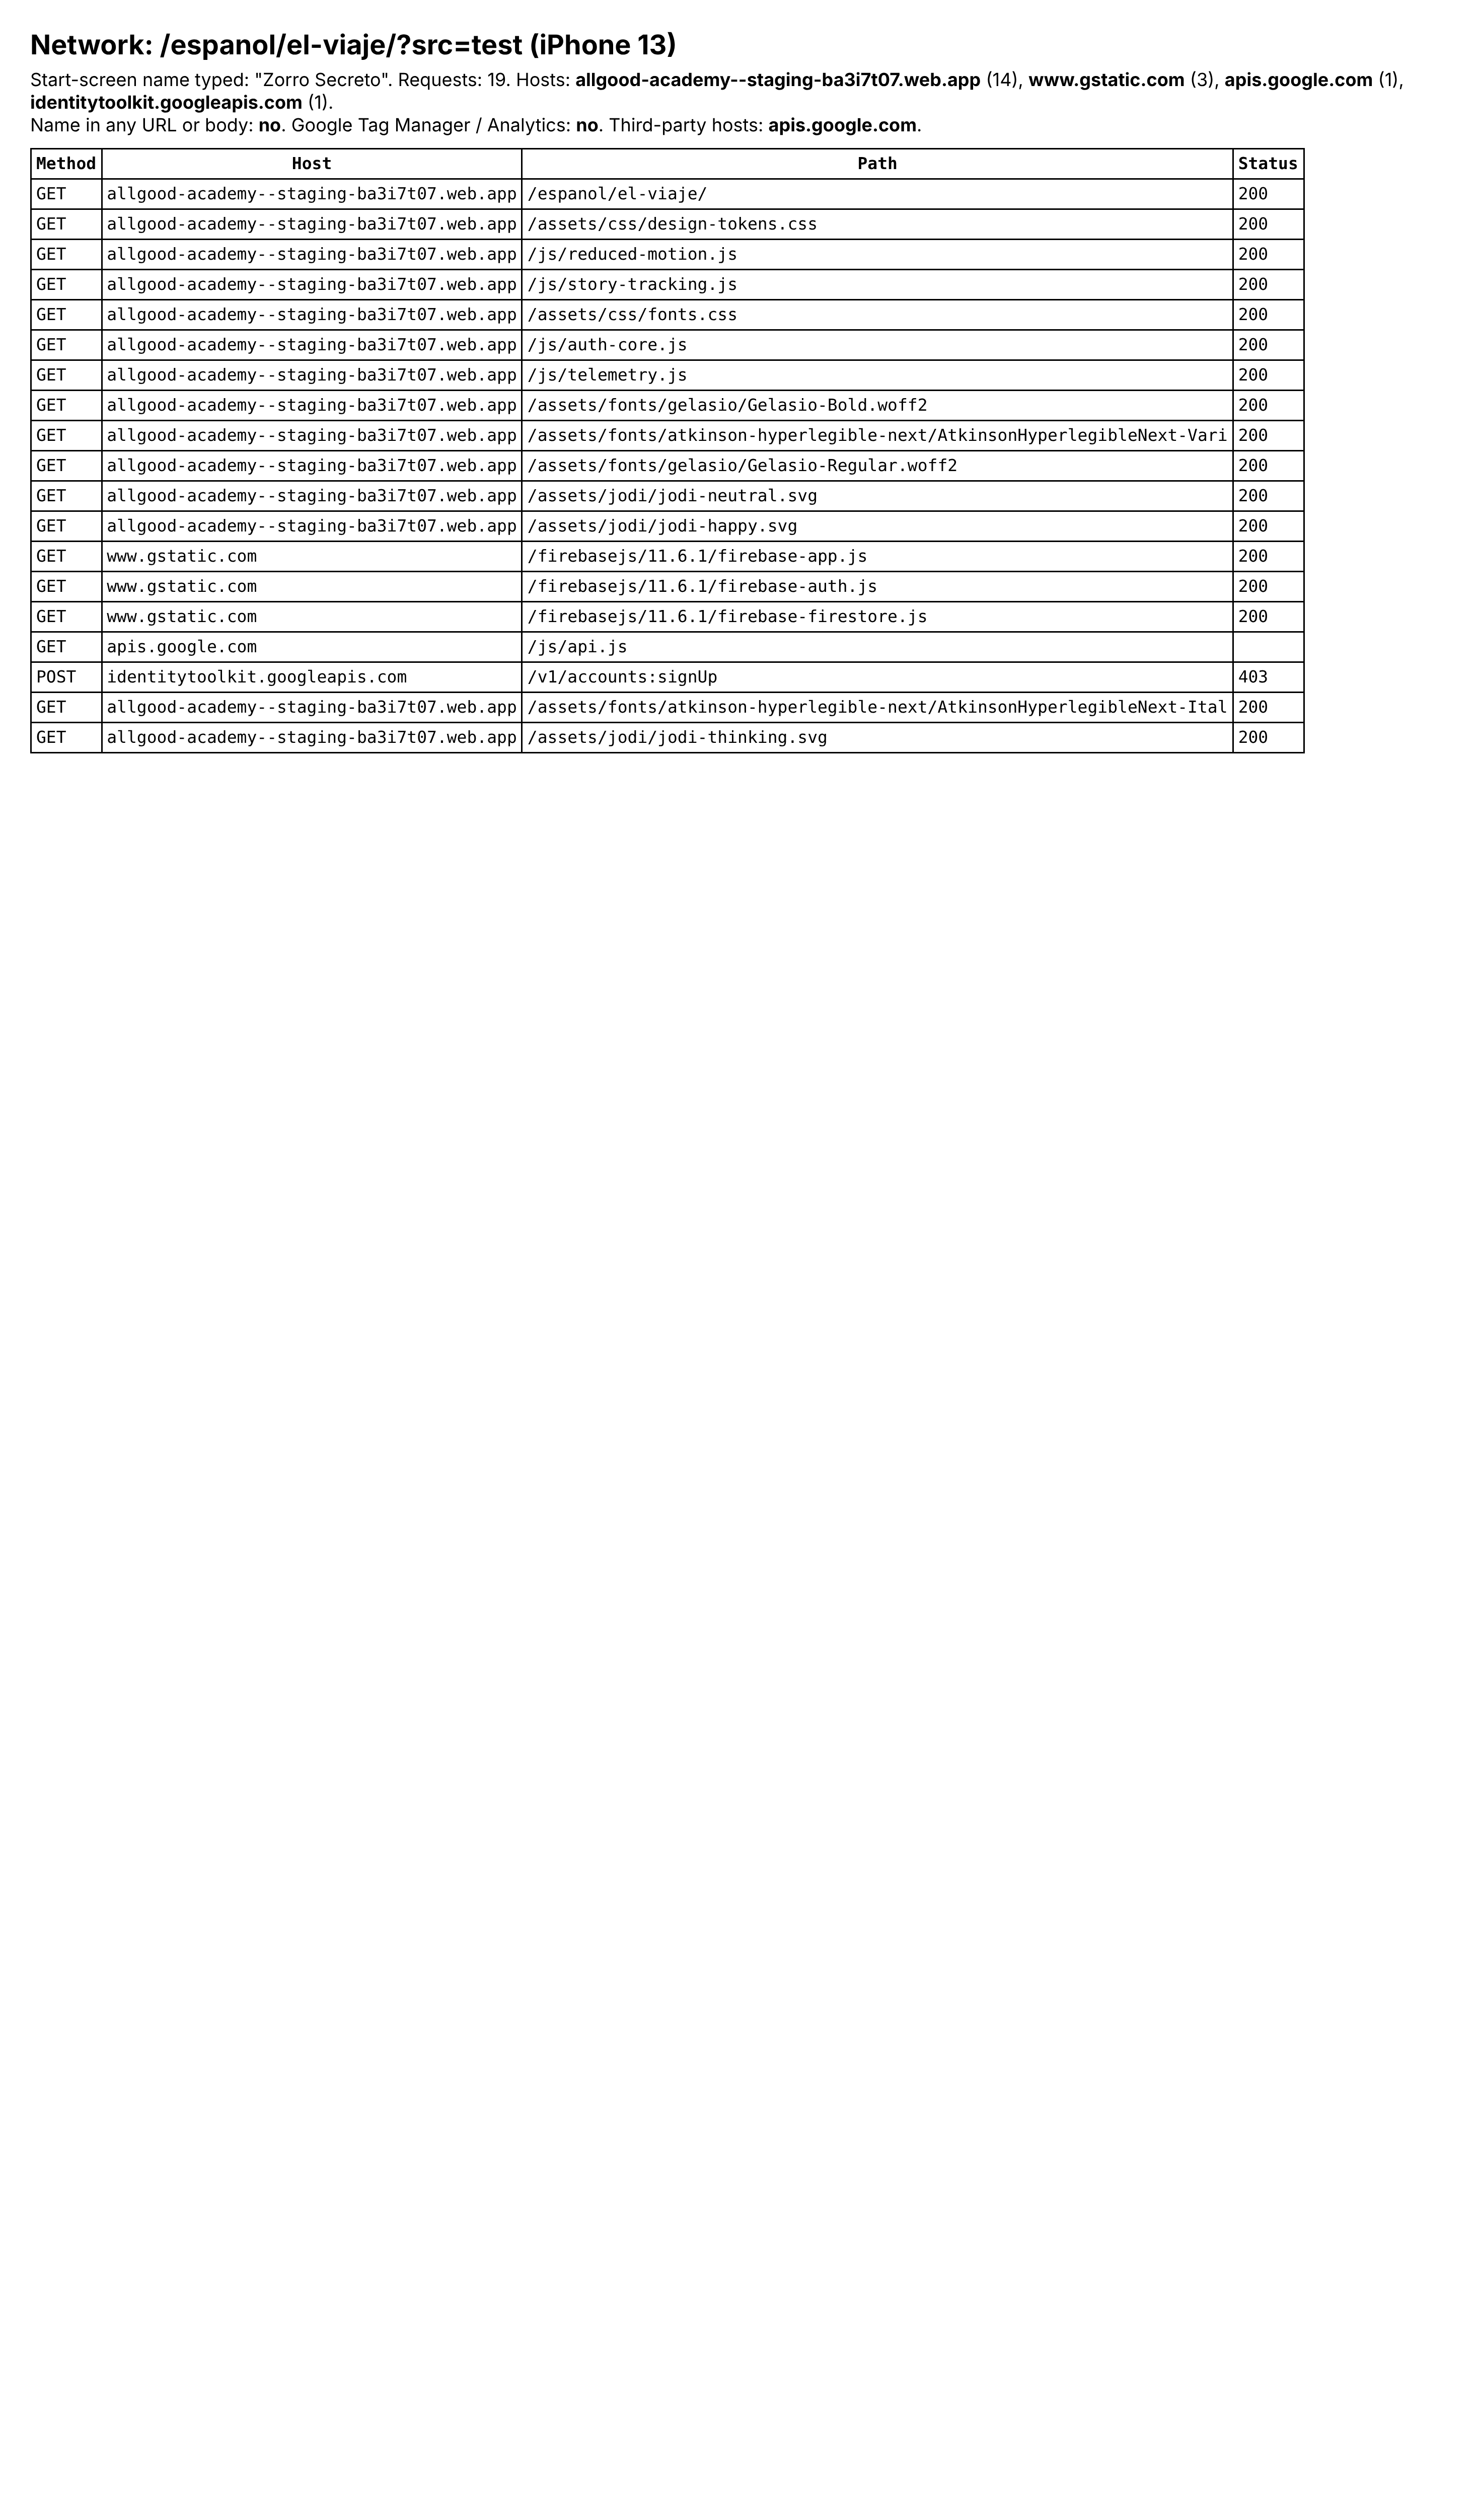 Network: /espanol/el-viaje/?src=test (iPhone 13)
Start-screen name typed: "Zorro Secreto". Requests: 19. Hosts: allgood-academy--staging-ba3i7t07.web.app (14), www.gstatic.com (3), apis.google.com (1),
identitytoolkit.googleapis.com (1).
Name in any URL or body: no. Google Tag Manager / Analytics: no. Third-party hosts: apis.google.com.
Method Host Path Status
GET allgood-academy--staging-ba3i7t07.web.app /espanol/el-viaje/ 200
GET allgood-academy--staging-ba3i7t07.web.app /assets/css/design-tokens.css 200
GET allgood-academy--staging-ba3i7t07.web.app /js/reduced-motion.js 200
GET allgood-academy--staging-ba3i7t07.web.app /js/story-tracking.js 200
GET allgood-academy--staging-ba3i7t07.web.app /assets/css/fonts.css 200
GET allgood-academy--staging-ba3i7t07.web.app /js/auth-core.js 200
GET allgood-academy--staging-ba3i7t07.web.app /js/telemetry.js 200
GET allgood-academy--staging-ba3i7t07.web.app /assets/fonts/gelasio/Gelasio-Bold.woff2 200
GET allgood-academy--staging-ba3i7t07.web.app /assets/fonts/atkinson-hyperlegible-next/AtkinsonHyperlegibleNext-Vari 200
GET allgood-academy--staging-ba3i7t07.web.app /assets/fonts/gelasio/Gelasio-Regular.woff2 200
GET allgood-academy--staging-ba3i7t07.web.app /assets/jodi/jodi-neutral.svg 200
GET allgood-academy--staging-ba3i7t07.web.app /assets/jodi/jodi-happy.svg 200
GET www.gstatic.com /firebasejs/11.6.1/firebase-app.js 200
GET www.gstatic.com /firebasejs/11.6.1/firebase-auth.js 200
GET www.gstatic.com /firebasejs/11.6.1/firebase-firestore.js 200
GET apis.google.com /js/api.js
POST identitytoolkit.googleapis.com /v1/accounts:signUp 403
GET allgood-academy--staging-ba3i7t07.web.app /assets/fonts/atkinson-hyperlegible-next/AtkinsonHyperlegibleNext-Ital 200
GET allgood-academy--staging-ba3i7t07.web.app /assets/jodi/jodi-thinking.svg 200